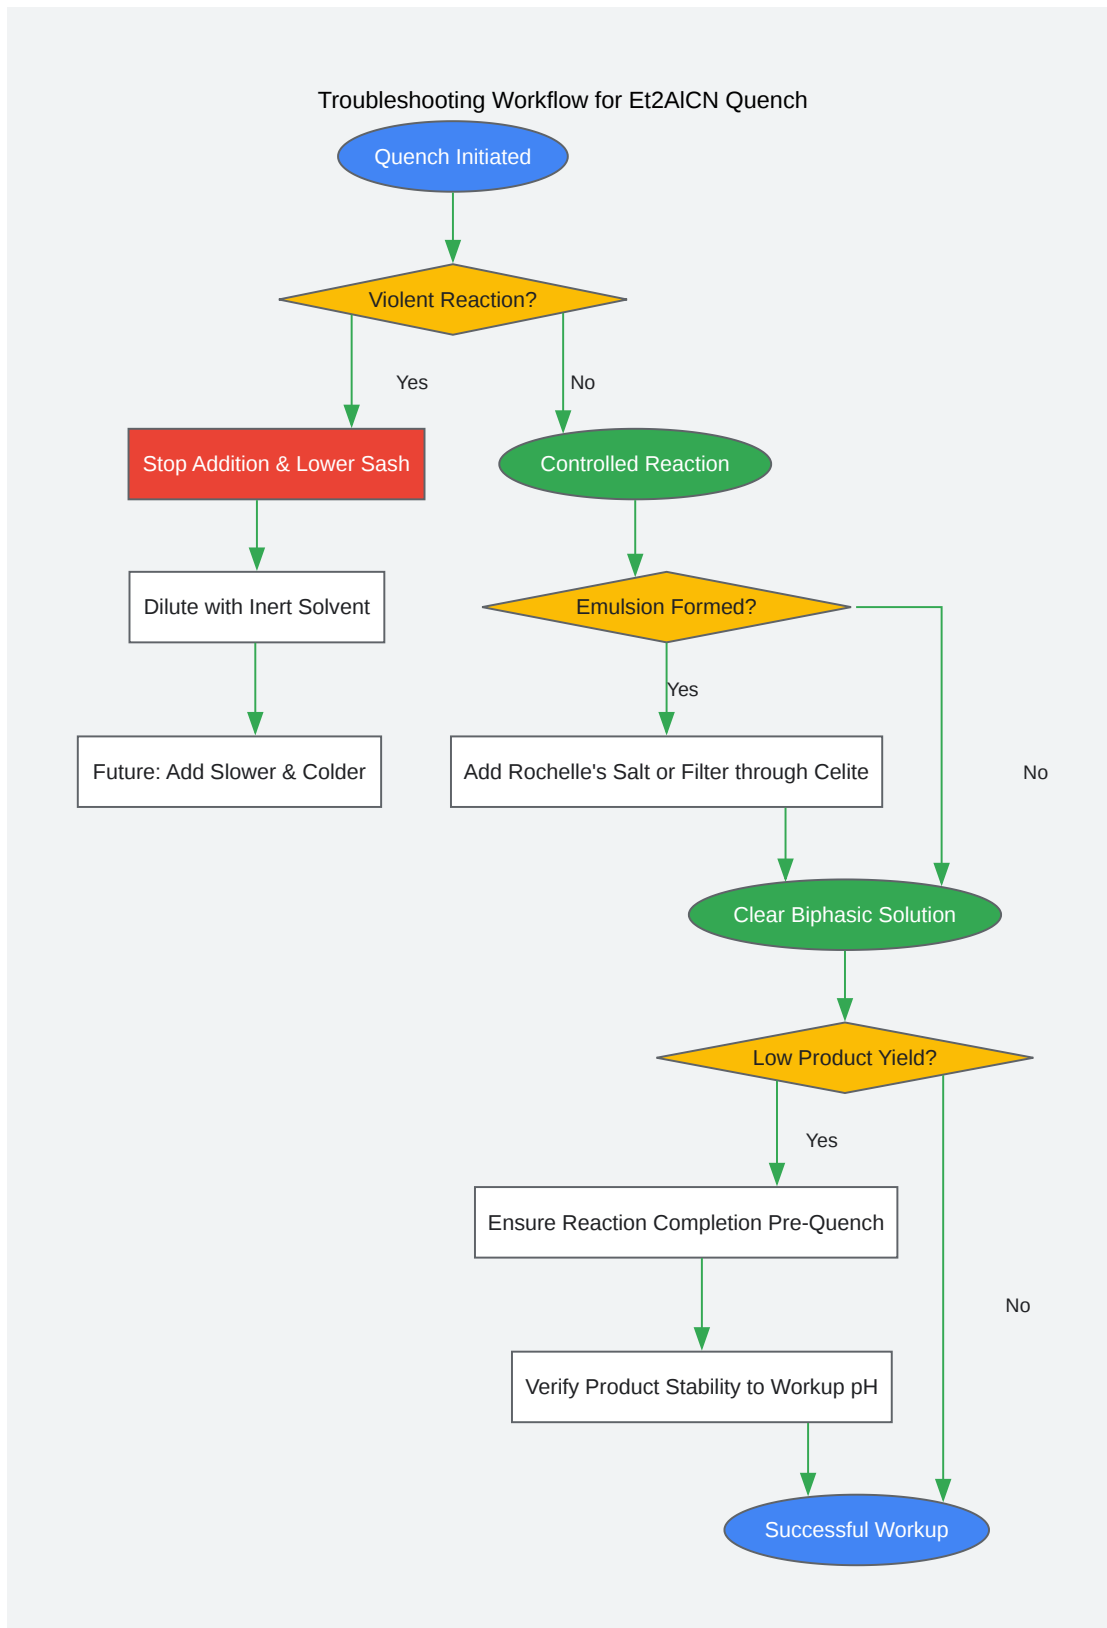 Troubleshooting Workflow for Et2AlCN Quench
Quench Initiated
Violent Reaction?
Yes
No
Stop Addition & Lower Sash
Controlled Reaction
Dilute with Inert Solvent
Emulsion Formed?
Yes
Future: Add Slower & Colder
Add Rochelle's Salt or Filter through Celite
No
Clear Biphasic Solution
Low Product Yield?
Yes
Ensure Reaction Completion Pre-Quench
No
Verify Product Stability to Workup pH
Successful Workup